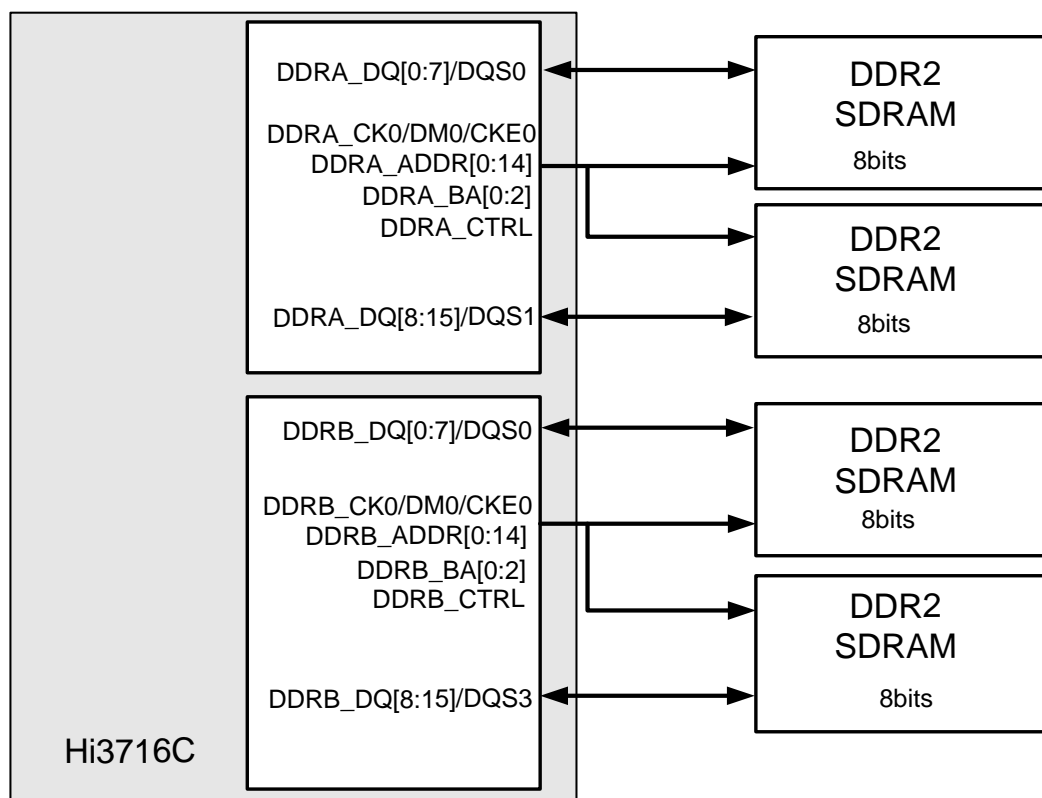 DDRA_DQ[0:7]/DQS0
DDRA_CK0/DM0/CKE0
DDRA_ADDR[0:14]
DDRA_BA[0:2]
DDRA_CTRL
DDRA_DQ[8:15]/DQS1
DDR2
SDRAM
8bits
DDR2
SDRAM
8bits
DDRB_DQ[0:7]/DQS0
DDRB_CK0/DM0/CKE0
DDRB_ADDR[0:14]
DDRB_BA[0:2]
DDRB_CTRL
DDRB_DQ[8:15]/DQS3
DDR2
SDRAM
8bits
DDR2
SDRAM
8bits
Hi3716C